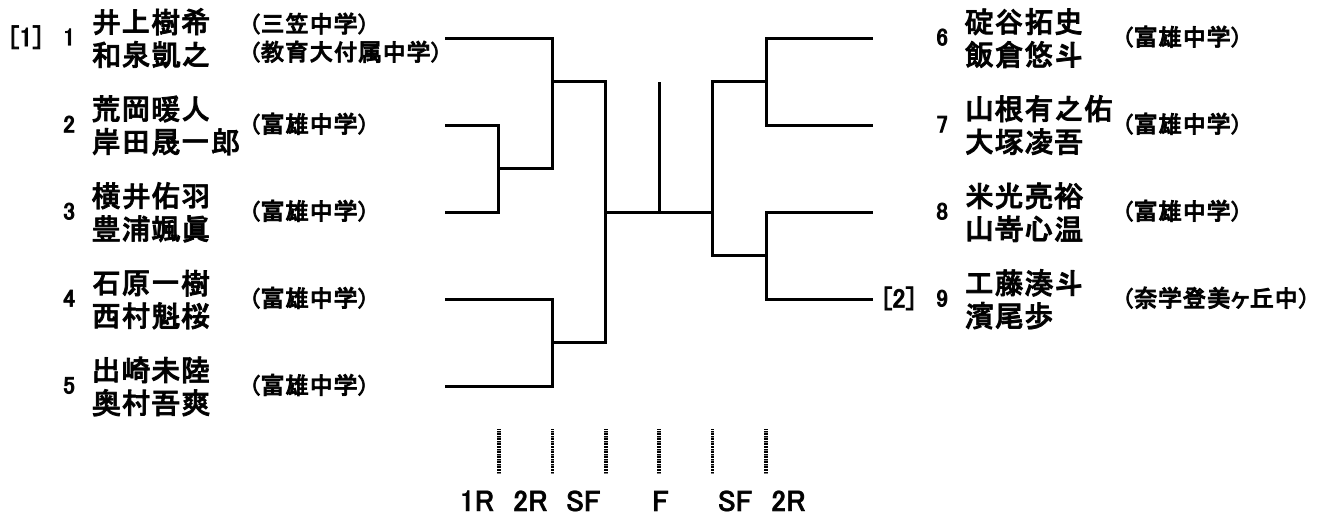 [1] 1 井上樹希 (三笠中学)
和泉凱之 (教育大付属中学)
2 荒岡暖人 (富雄中学)
岸田晟一郎
3 横井佑羽 (富雄中学)
豊浦颯眞
4 石原一樹 (富雄中学)
西村魁桜
5 出崎未陸 (富雄中学)
奥村吾爽
6 碇谷拓史 (富雄中学)
飯倉悠斗
7 山根有之佑 (富雄中学)
大塚凌吾
8 米光亮裕 (富雄中学)
山嵜心温
[2] 9 工藤湊斗 (奈学登美ヶ丘中)
濱尾歩
1R 2R SF F SF 2R